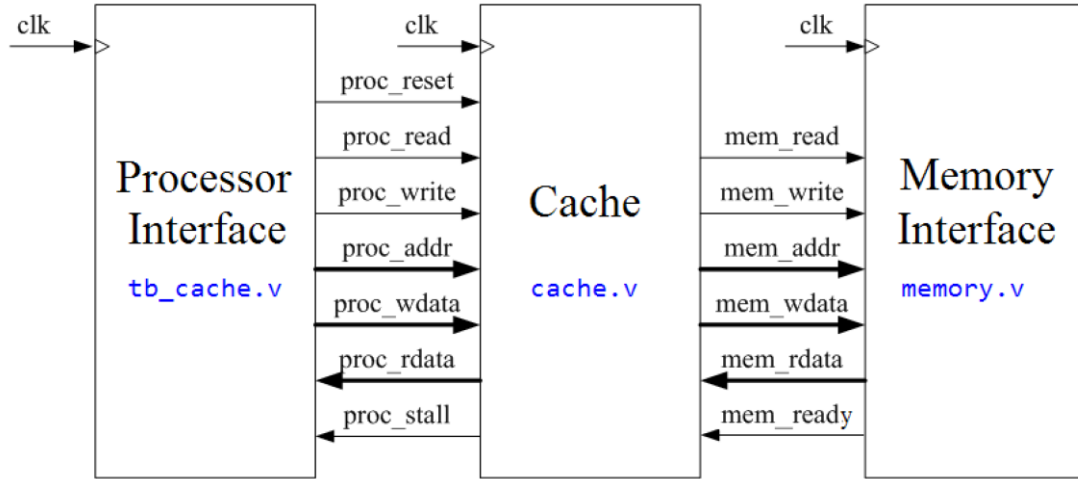 clk
clk
clk
proc_reset
proc_read
mem_read
Processor
Interface
tb_cache.v
proc_write
Cache
cache.v
mem_write
Memory
Interface
memory.v
proc_addr
mem_addr
proc_wdata
mem_wdata
proc_rdata
mem_rdata
proc_stall
mem_ready